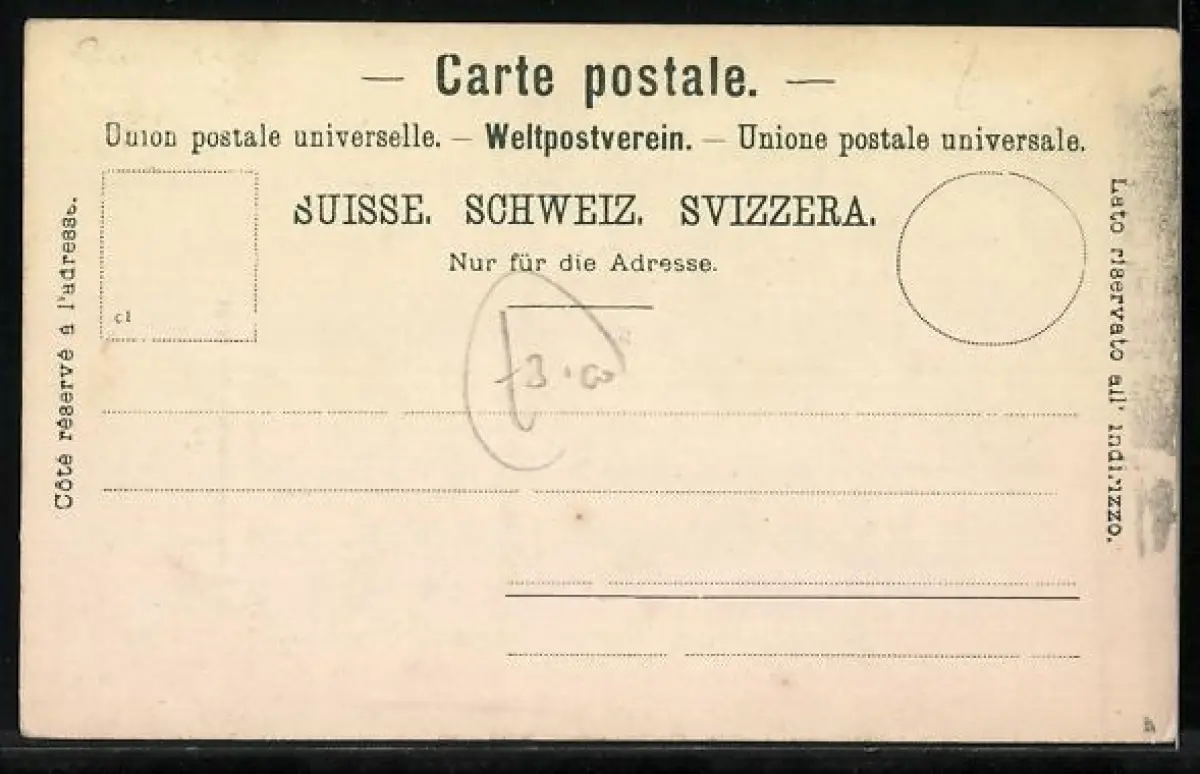 — Carte postale. —
Union postale universelle. — Weltpostverein. — Unione postale universale.
SUISSE. SCHWEIZ. SVIZZERA.
Nur für die Adresse.
Côté réservé à l'adresse.
Lato riservato all' indirizzo.
c1